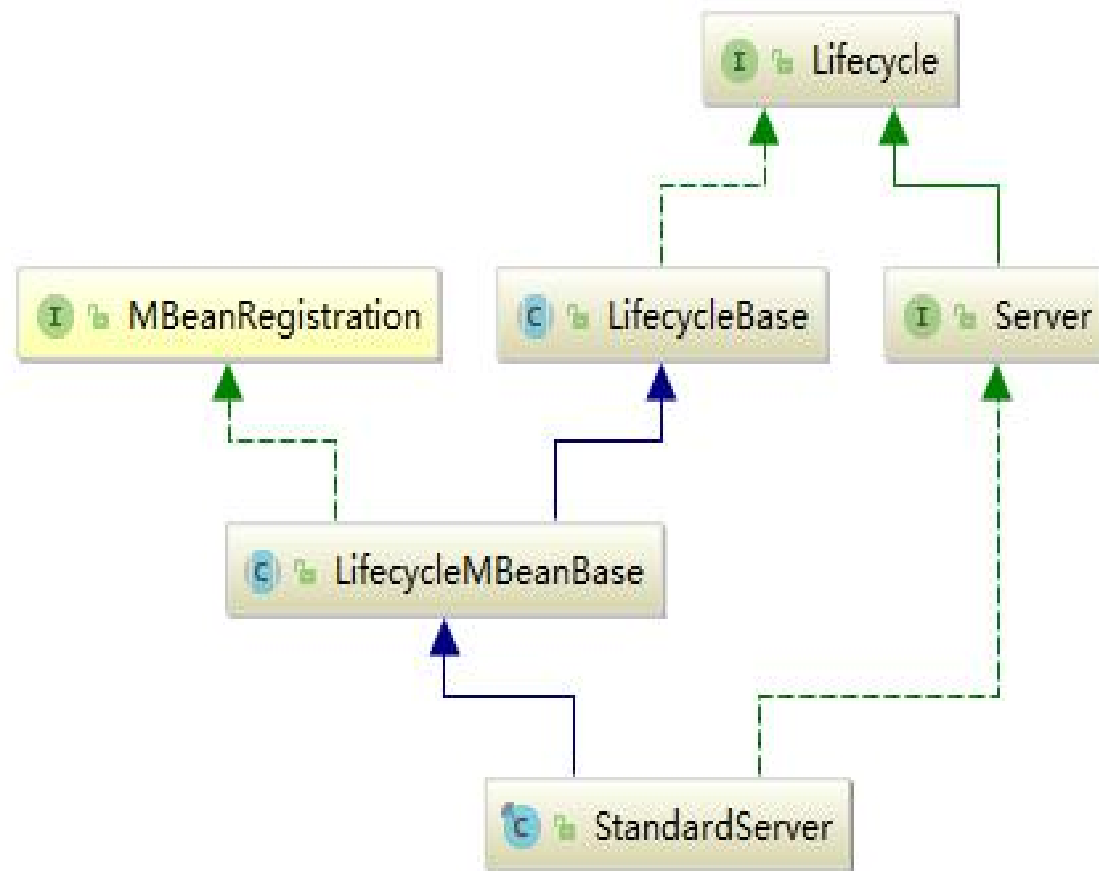 I Lifecycle
I MBeanRegistration
C LifecycleBase
I Server
C LifecycleMBeanBase
C StandardServer